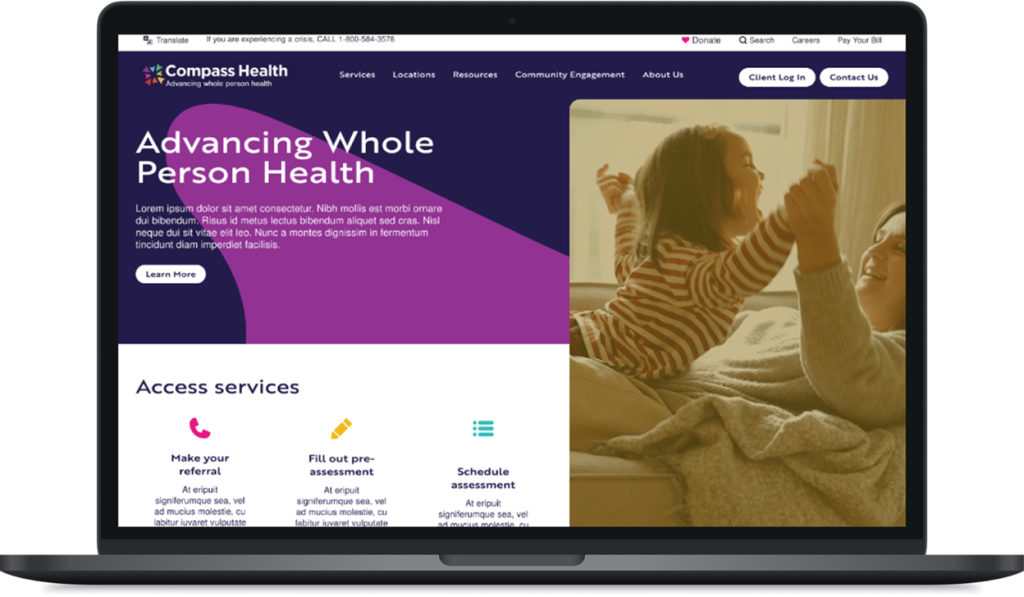 Translate
If you are experiencing a crisis, CALL 1-800-584-3578
Donate
Search
Careers
Pay Your Bill
Compass Health
Advancing whole person health
Services
Locations
Resources
Community Engagement
About Us
Client Log In
Contact Us
Advancing Whole
Person Health
Lorem ipsum dolor sit amet consectetur. Nibh mollis est morbi ornare
dui bibendum. Risus id metus lectus bibendum aliquet sed cras. Nisl
neque dui sit vitae elit leo. Nunc a montes dignissim in fermentum
tincidunt diam imperdiet facilisis.
Learn More
Access services
Make your
referral
At eripuit
signiferumque sea, vel
ad mucius molestie, cu
labitur iuvaret vulputate
Fill out pre-
assessment
At eripuit
signiferumque sea, vel
ad mucius molestie, cu
labitur iuvaret vulputate
Schedule
assessment
At eripuit
signiferumque sea, vel
ad mucius molestie, cu